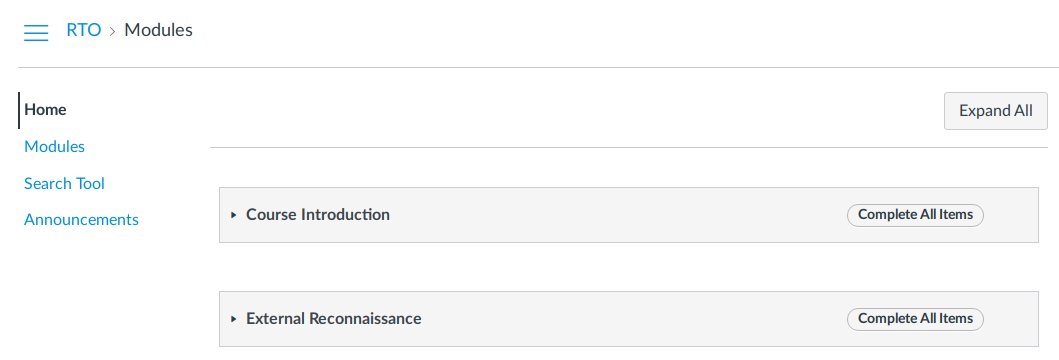 RTO > Modules
Home
Expand All
Modules
Search Tool
Announcements
Course Introduction Complete All Items
External Reconnaissance Complete All Items